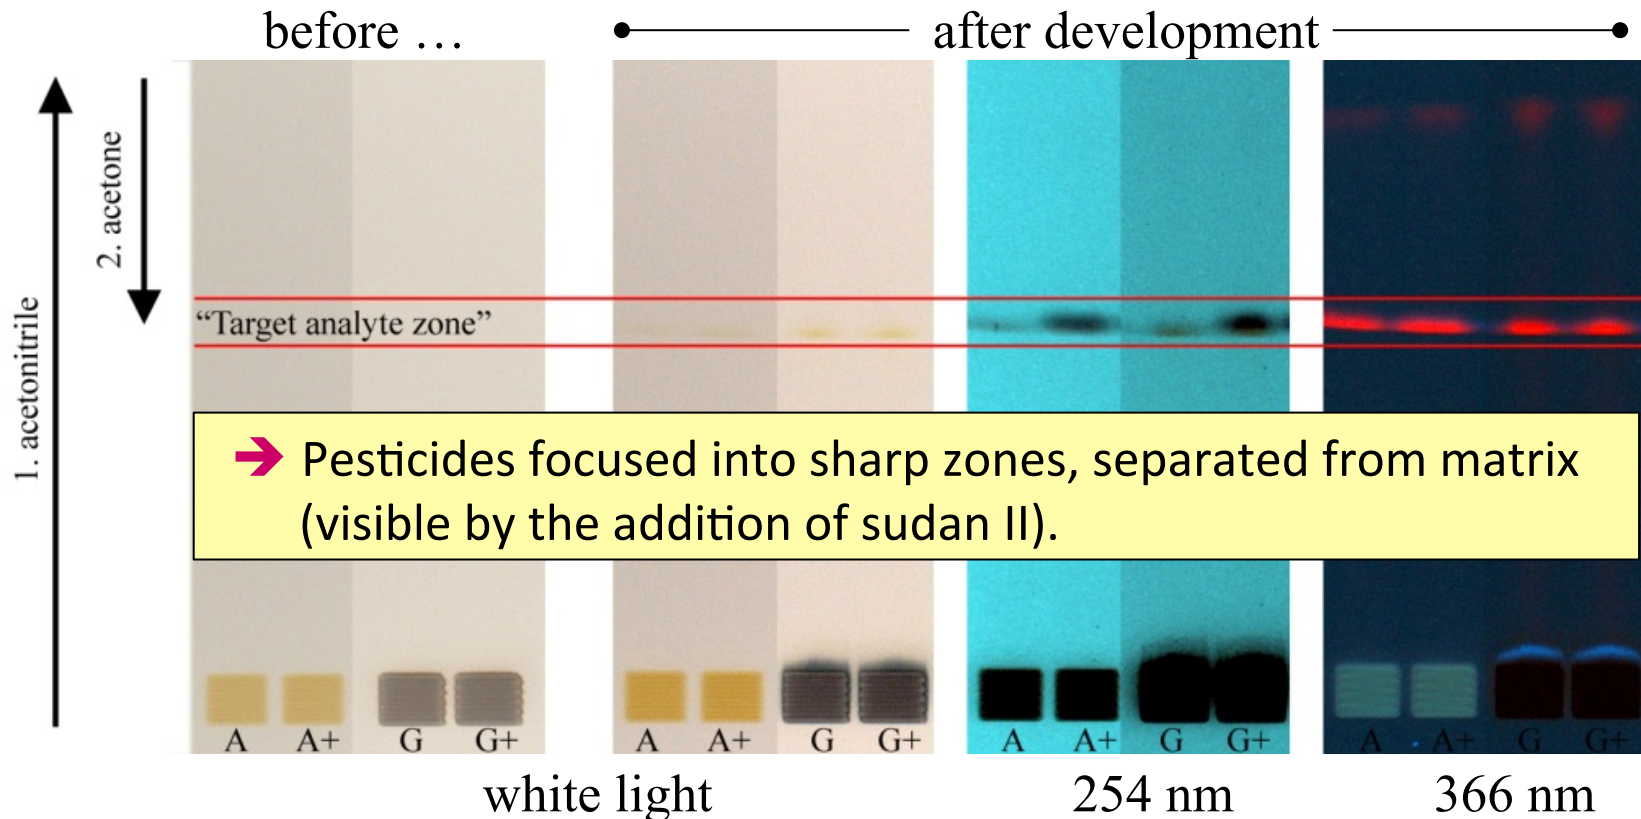 before …
after development
1. acetonitrile
2. acetone
“Target analyte zone”
➔ Pesticides focused into sharp zones, separated from matrix
(visible by the addition of sudan II).
A A+ G G+
A A+ G G+
A A+ G G+
A A+ G G+
white light
254 nm
366 nm